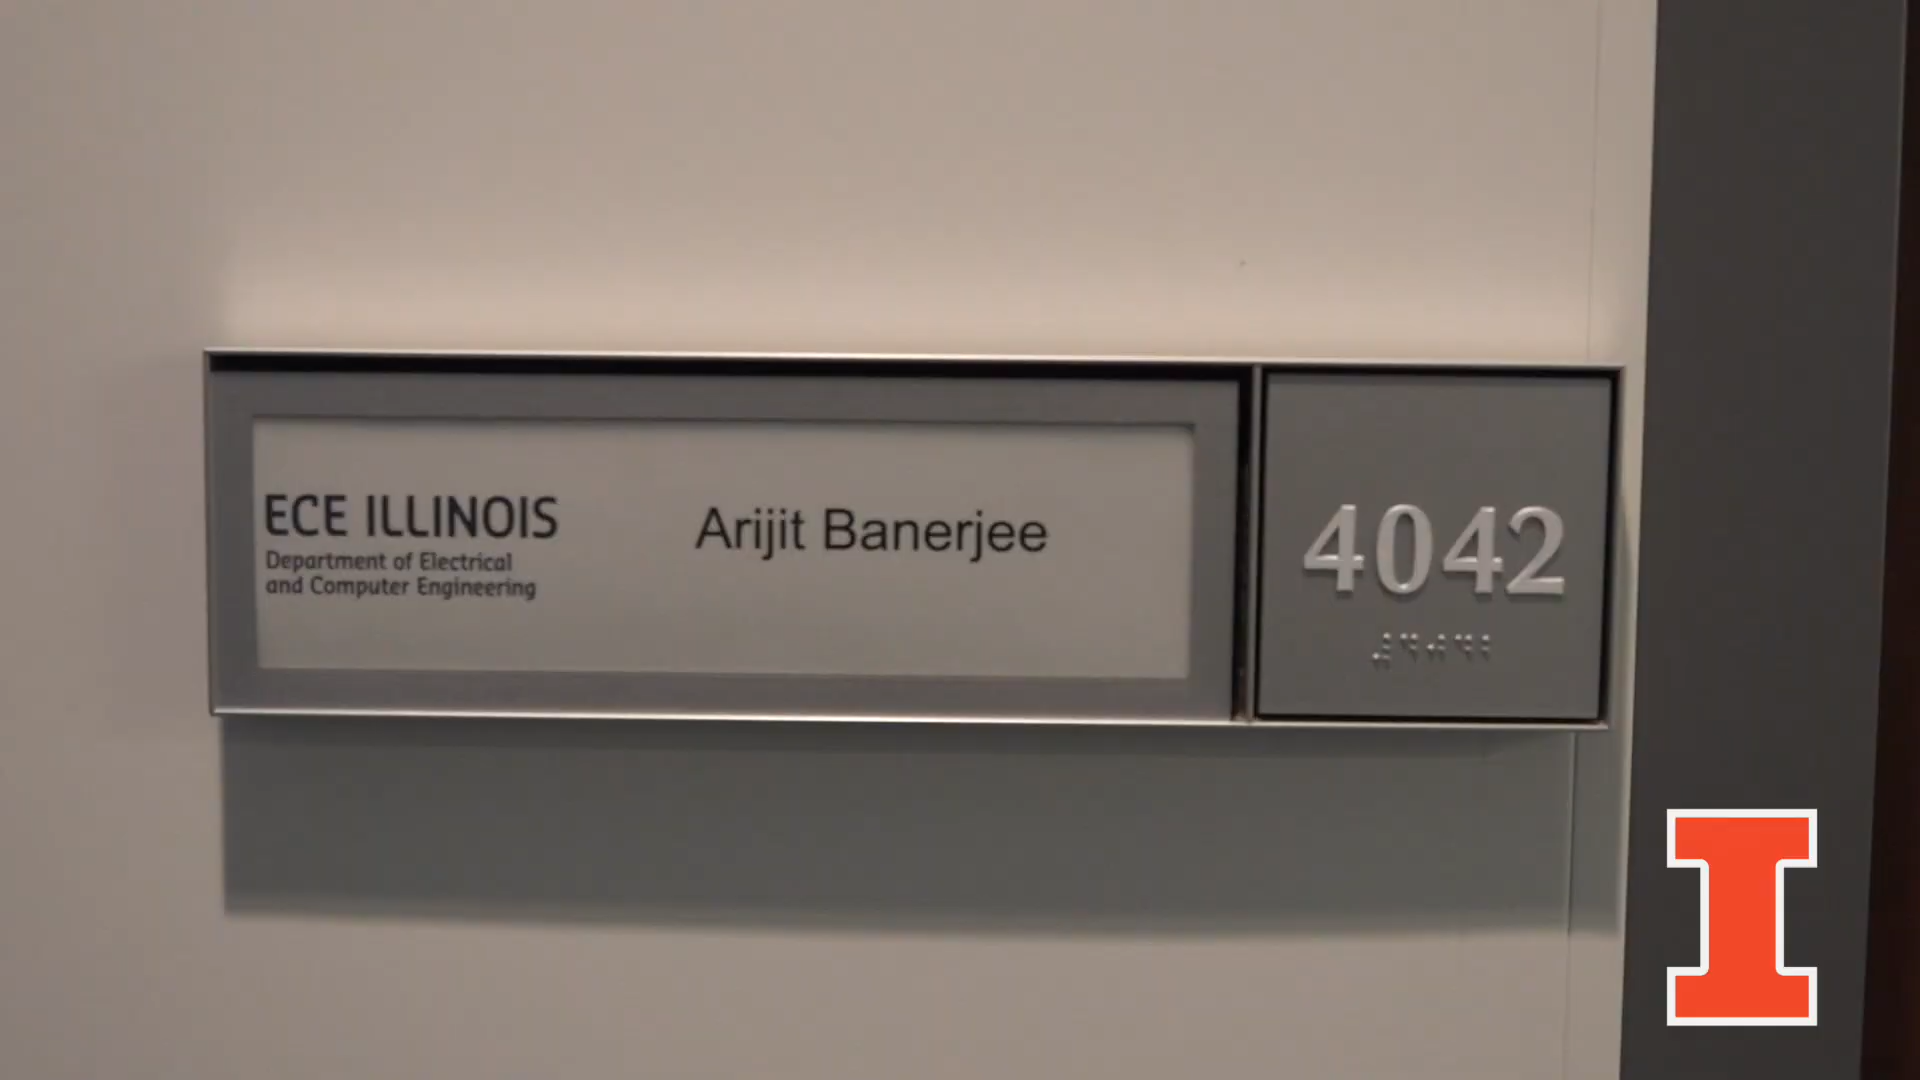 ECE ILLINOIS
Department of Electrical
and Computer Engineering
Arijit Banerjee
4042
I